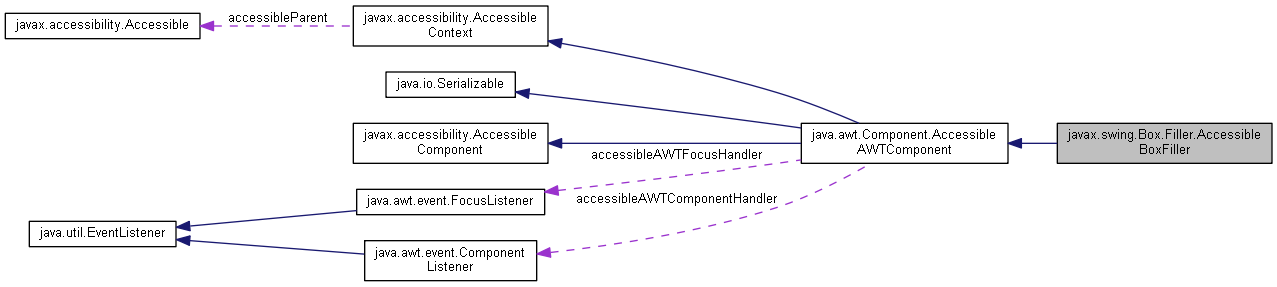 javax.accessibility.Accessible
accessibleParent
javax.accessibility.Accessible
Context
java.io.Serializable
javax.accessibility.Accessible
Component
accessibleAWTFocusHandler
java.awt.Component.Accessible
AWTComponent
javax.swing.Box.Filler.Accessible
BoxFiller
java.awt.event.FocusListener
accessibleAWTComponentHandler
java.util.EventListener
java.awt.event.Component
Listener